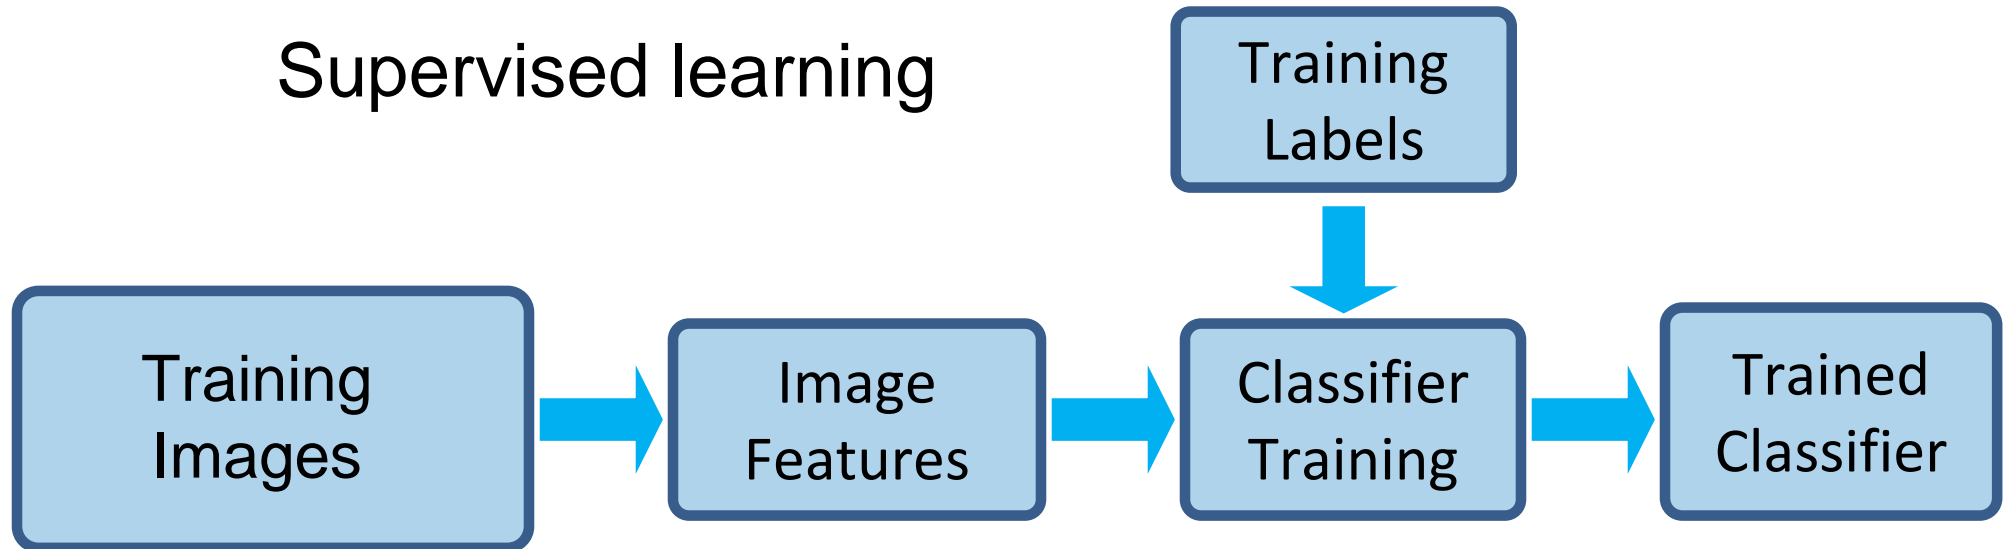 Supervised learning
Training
Labels
Training
Images
Image
Features
Classifier
Training
Trained
Classifier